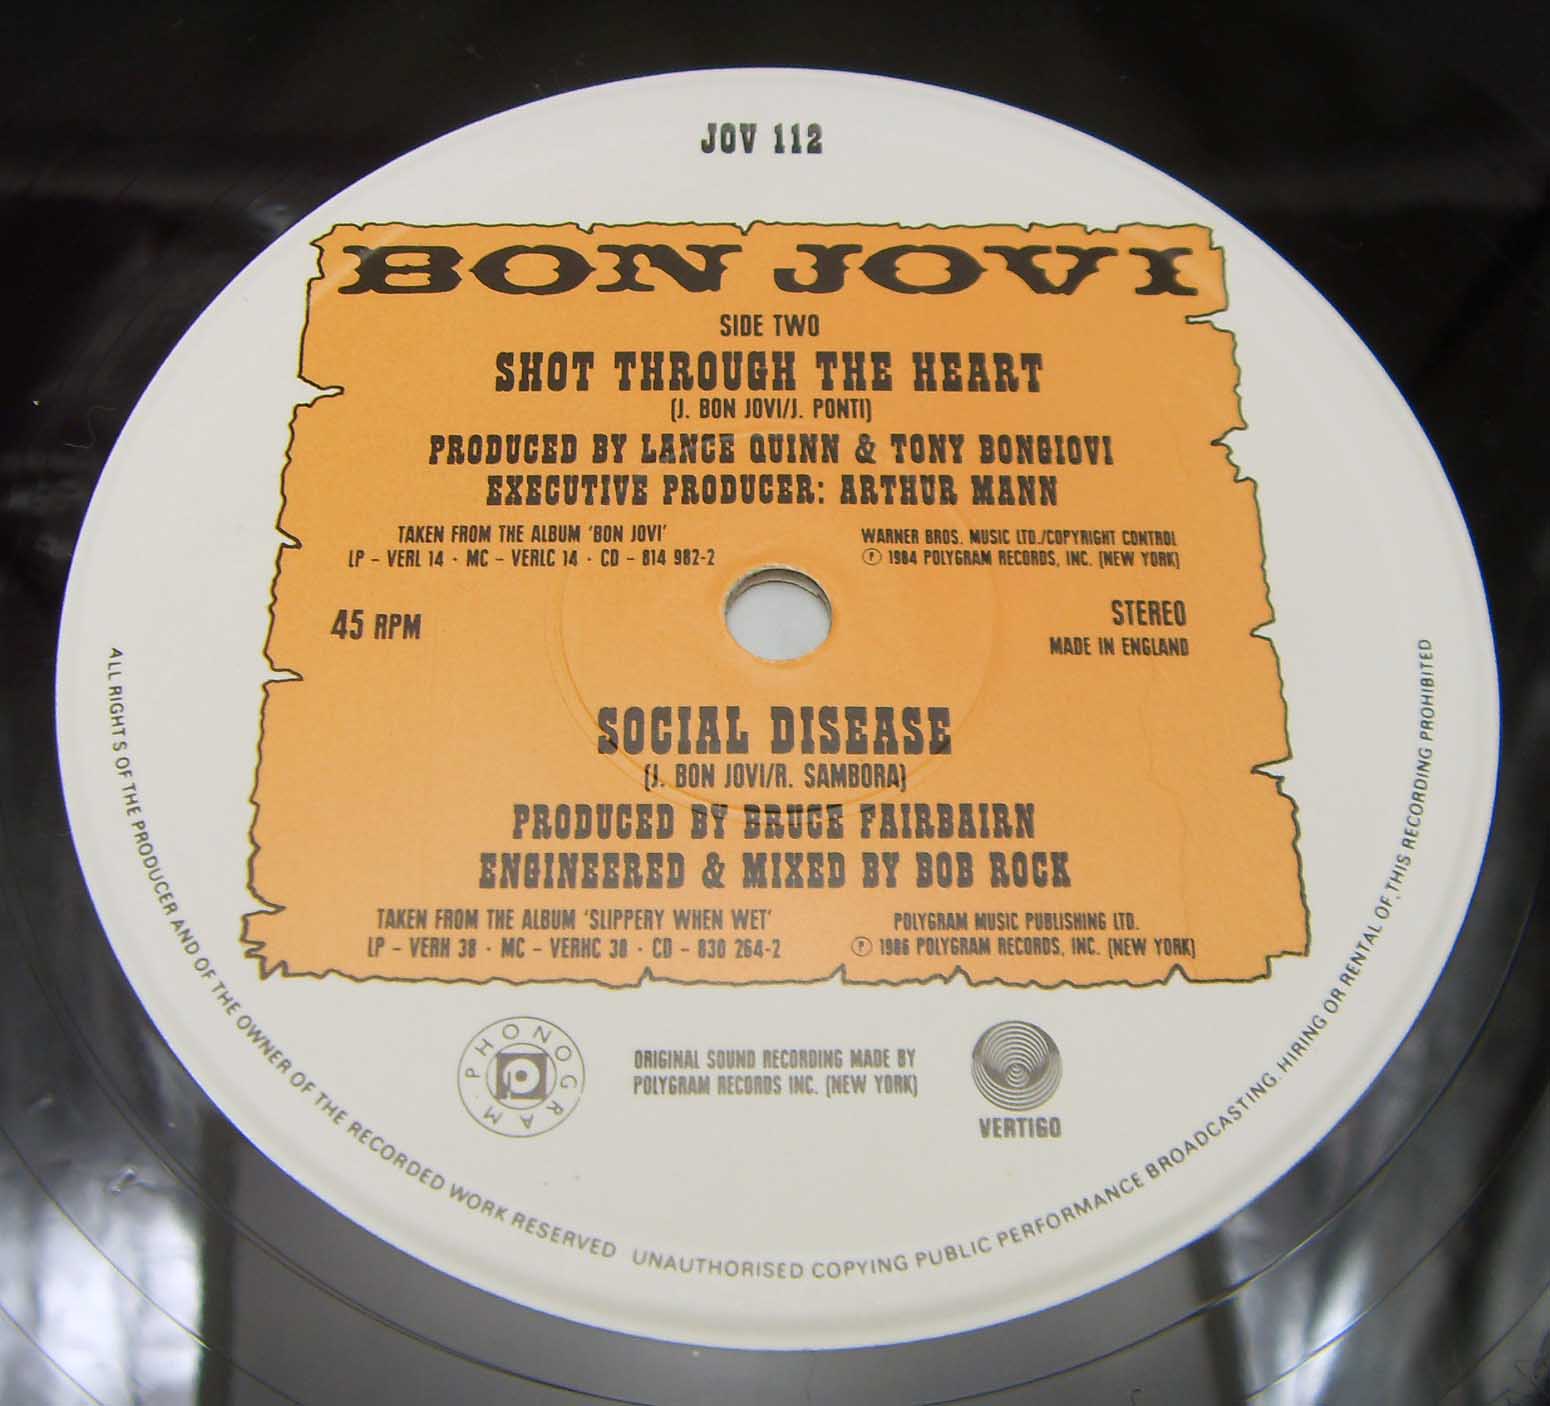 JOV 112
BON JOVI
SIDE TWO
SHOT THROUGH THE HEART
(J. BON JOVI/J. PONTI)
PRODUCED BY LANCE QUINN & TONY BONGIOVI
EXECUTIVE PRODUCER: ARTHUR MANN
TAKEN FROM THE ALBUM 'BON JOVI'
LP – VERL 14 · MC – VERLC 14 · CD – 814 982-2
WARNER BROS. MUSIC LTD./COPYRIGHT CONTROL
Ⓟ 1984 POLYGRAM RECORDS, INC. (NEW YORK)
45 RPM
STEREO
MADE IN ENGLAND
SOCIAL DISEASE
(J. BON JOVI/R. SAMBORA)
PRODUCED BY BRUCE FAIRBAIRN
ENGINEERED & MIXED BY BOB ROCK
TAKEN FROM THE ALBUM 'SLIPPERY WHEN WET'
LP – VERH 38 · MC – VERHC 38 · CD – 830 264-2
POLYGRAM MUSIC PUBLISHING LTD.
Ⓟ 1986 POLYGRAM RECORDS, INC. (NEW YORK)
PHONOGRAM
ORIGINAL SOUND RECORDING MADE BY
POLYGRAM RECORDS INC. (NEW YORK)
VERTIGO
ALL RIGHTS OF THE PRODUCER AND OF THE OWNER OF THE RECORDED WORK RESERVED UNAUTHORISED COPYING PUBLIC PERFORMANCE BROADCASTING. HIRING OR RENTAL OF THIS RECORDING PROHIBITED